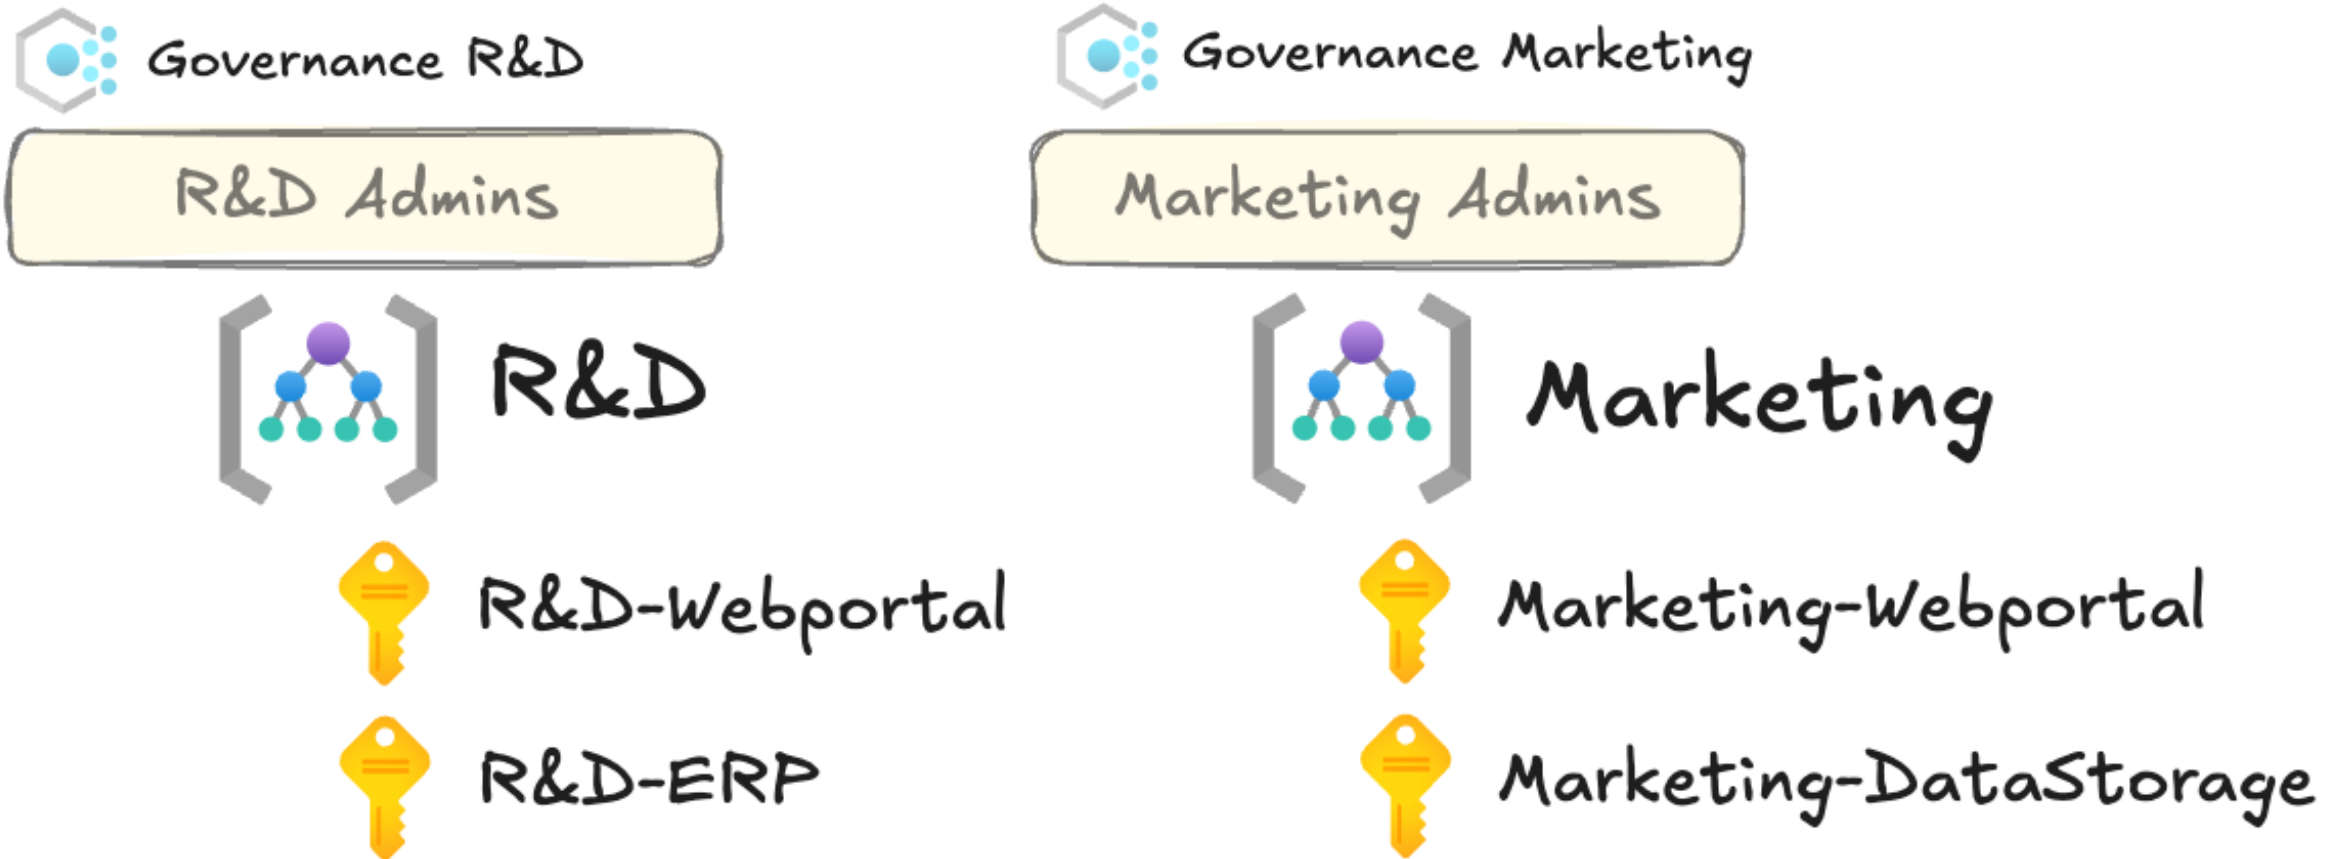 Governance R&D
R&D Admins
R&D
R&D-Webportal
R&D-ERP
Governance Marketing
Marketing Admins
Marketing
Marketing-Webportal
Marketing-DataStorage